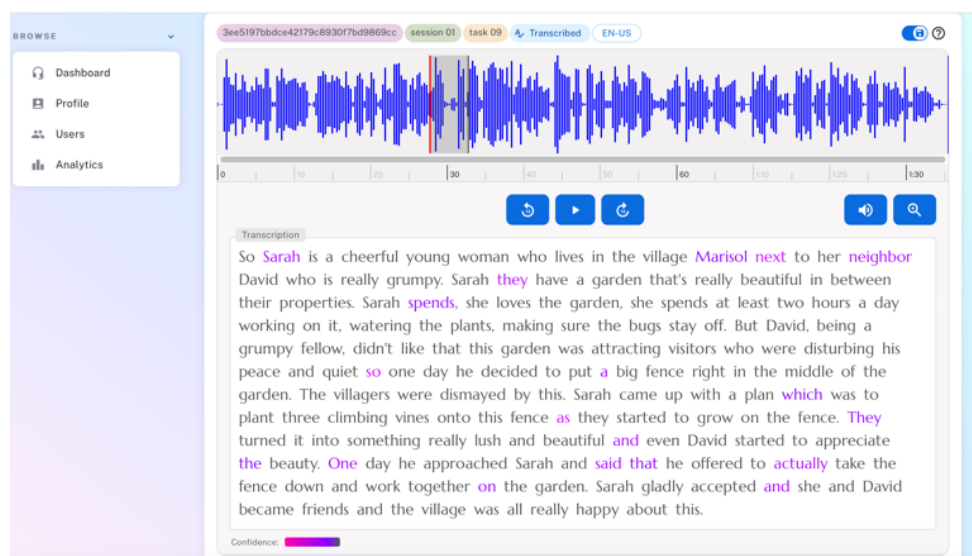 BROWSE
Dashboard
Profile
Users
Analytics
3ee5197bbdce42179c8930f7bd9869cc session 01 task 09 Transcribed EN-US
0 10 20 30 40 50 60 1:10 1:20 1:30
Transcription
So Sarah is a cheerful young woman who lives in the village Marisol next to her neighbor
David who is really grumpy. Sarah they have a garden that's really beautiful in between
their properties. Sarah spends, she loves the garden, she spends at least two hours a day
working on it, watering the plants, making sure the bugs stay off. But David, being a
grumpy fellow, didn't like that this garden was attracting visitors who were disturbing his
peace and quiet so one day he decided to put a big fence right in the middle of the
garden. The villagers were dismayed by this. Sarah came up with a plan which was to
plant three climbing vines onto this fence as they started to grow on the fence. They
turned it into something really lush and beautiful and even David started to appreciate
the beauty. One day he approached Sarah and said that he offered to actually take the
fence down and work together on the garden. Sarah gladly accepted and she and David
became friends and the village was all really happy about this.
Confidence: